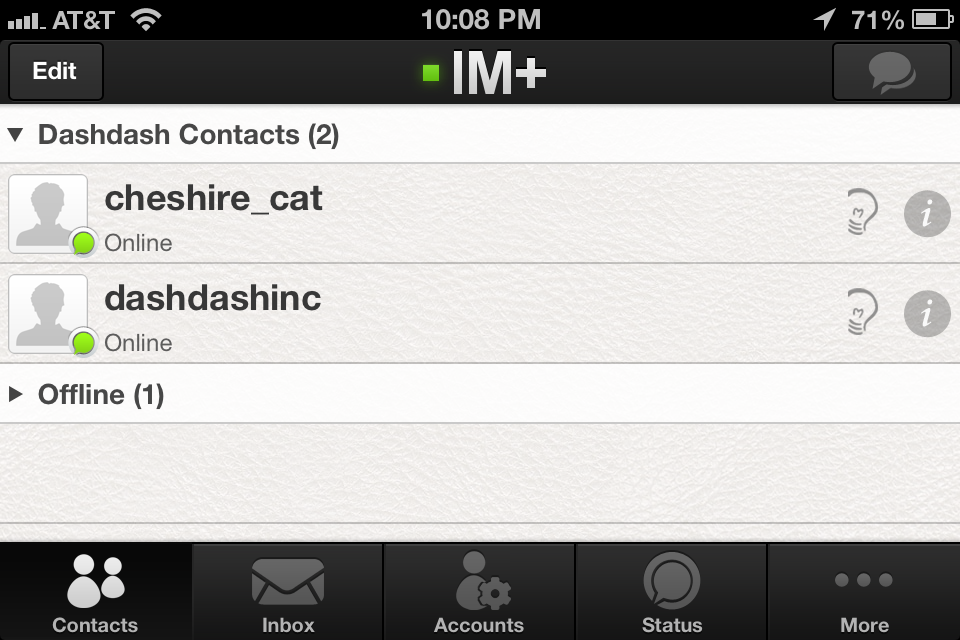 AT&T 10:08 PM 71%
Edit IM+
Dashdash Contacts (2)
cheshire_cat
Online
dashdashinc
Online
Offline (1)
Contacts Inbox Accounts Status More